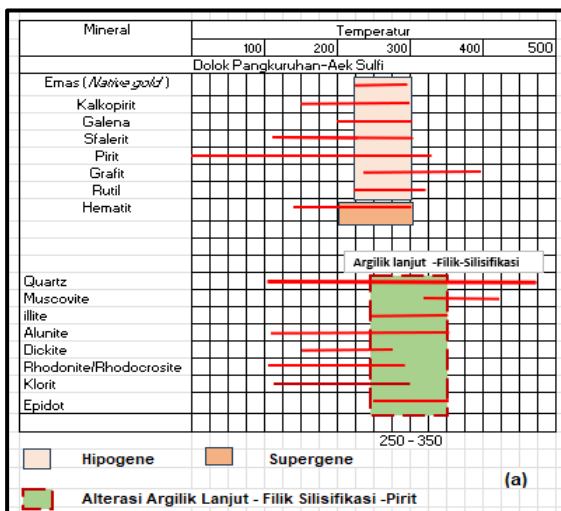 Mineral
Temperatur
100 200 300 400 500
Dolok Pangkuruhan-Aek Sulfi
Emas (Native gold)
Kalkopirit
Galena
Sfalerit
Pirit
Grafit
Rutil
Hematit
Argilik lanjut -Filik-Silisifikasi
Quartz
Muscovite
illite
Alunite
Dickite
Rhodonite/Rhodocrosite
Klorit
Epidot
250 - 350
Hipogene
Supergene
(a)
Alterasi Argilik Lanjut - Filik Silisifikasi -Pirit